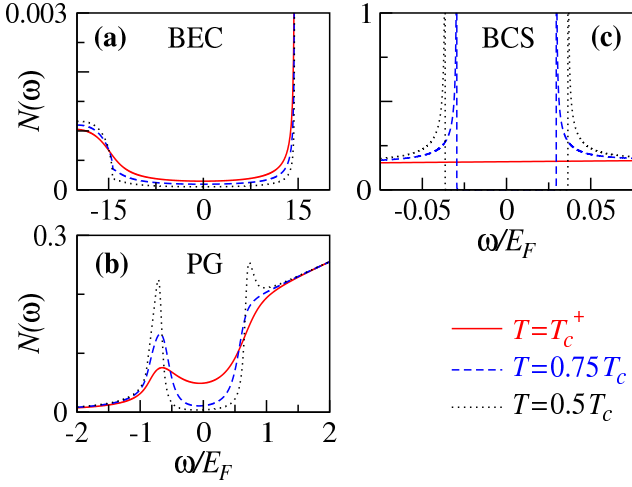 0.003
(a)
BEC
N(ω)
0
-15
0
15
1
BCS
(c)
0
-0.05
0
0.05
ω/E_F
0.3
(b)
PG
N(ω)
0
-2
-1
0
1
2
ω/E_F
T=T_c^+
T=0.75T_c
T=0.5T_c